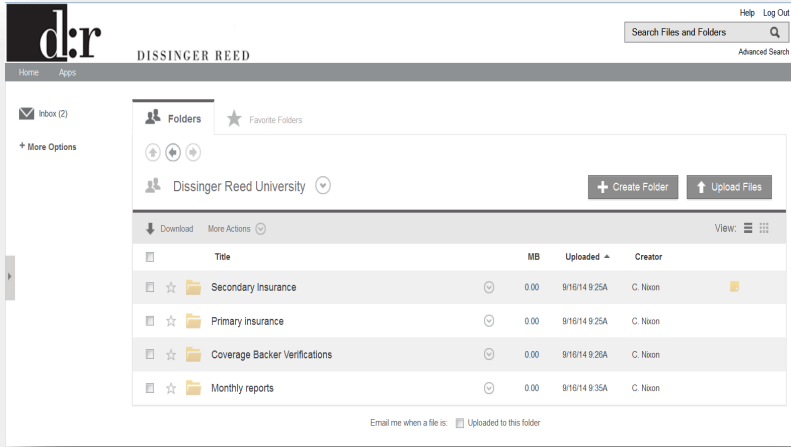 Help Log Out
d:r
DISSINGER REED
Search Files and Folders
Advanced Search
Home Apps
Inbox (2)
+ More Options
Folders Favorite Folders
Dissinger Reed University
Create Folder Upload Files
Download More Actions View:
Title MB Uploaded Creator
Secondary Insurance 0.00 9/16/14 9:25A C. Nixon
Primary insurance 0.00 9/16/14 9:25A C. Nixon
Coverage Backer Verifications 0.00 9/16/14 9:26A C. Nixon
Monthly reports 0.00 9/16/14 9:35A C. Nixon
Email me when a file is: Uploaded to this folder